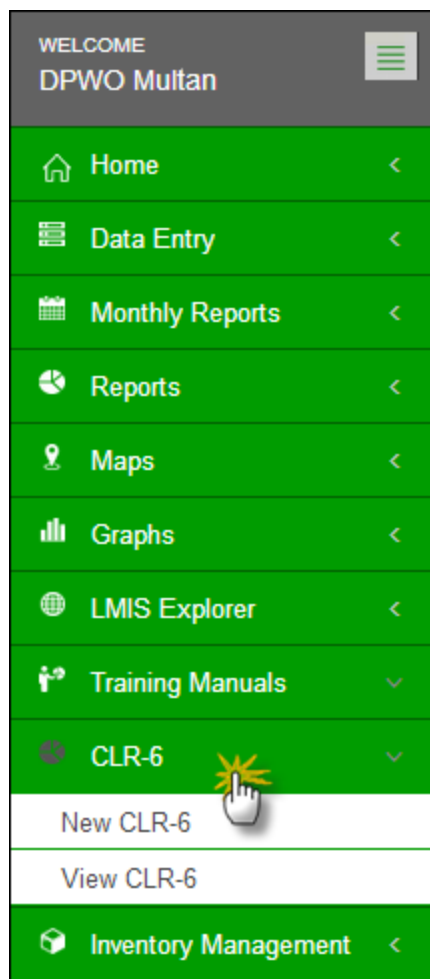 WELCOME
DPWO Multan
Home
Data Entry
Monthly Reports
Reports
Maps
Graphs
LMIS Explorer
Training Manuals
CLR-6
New CLR-6
View CLR-6
Inventory Management